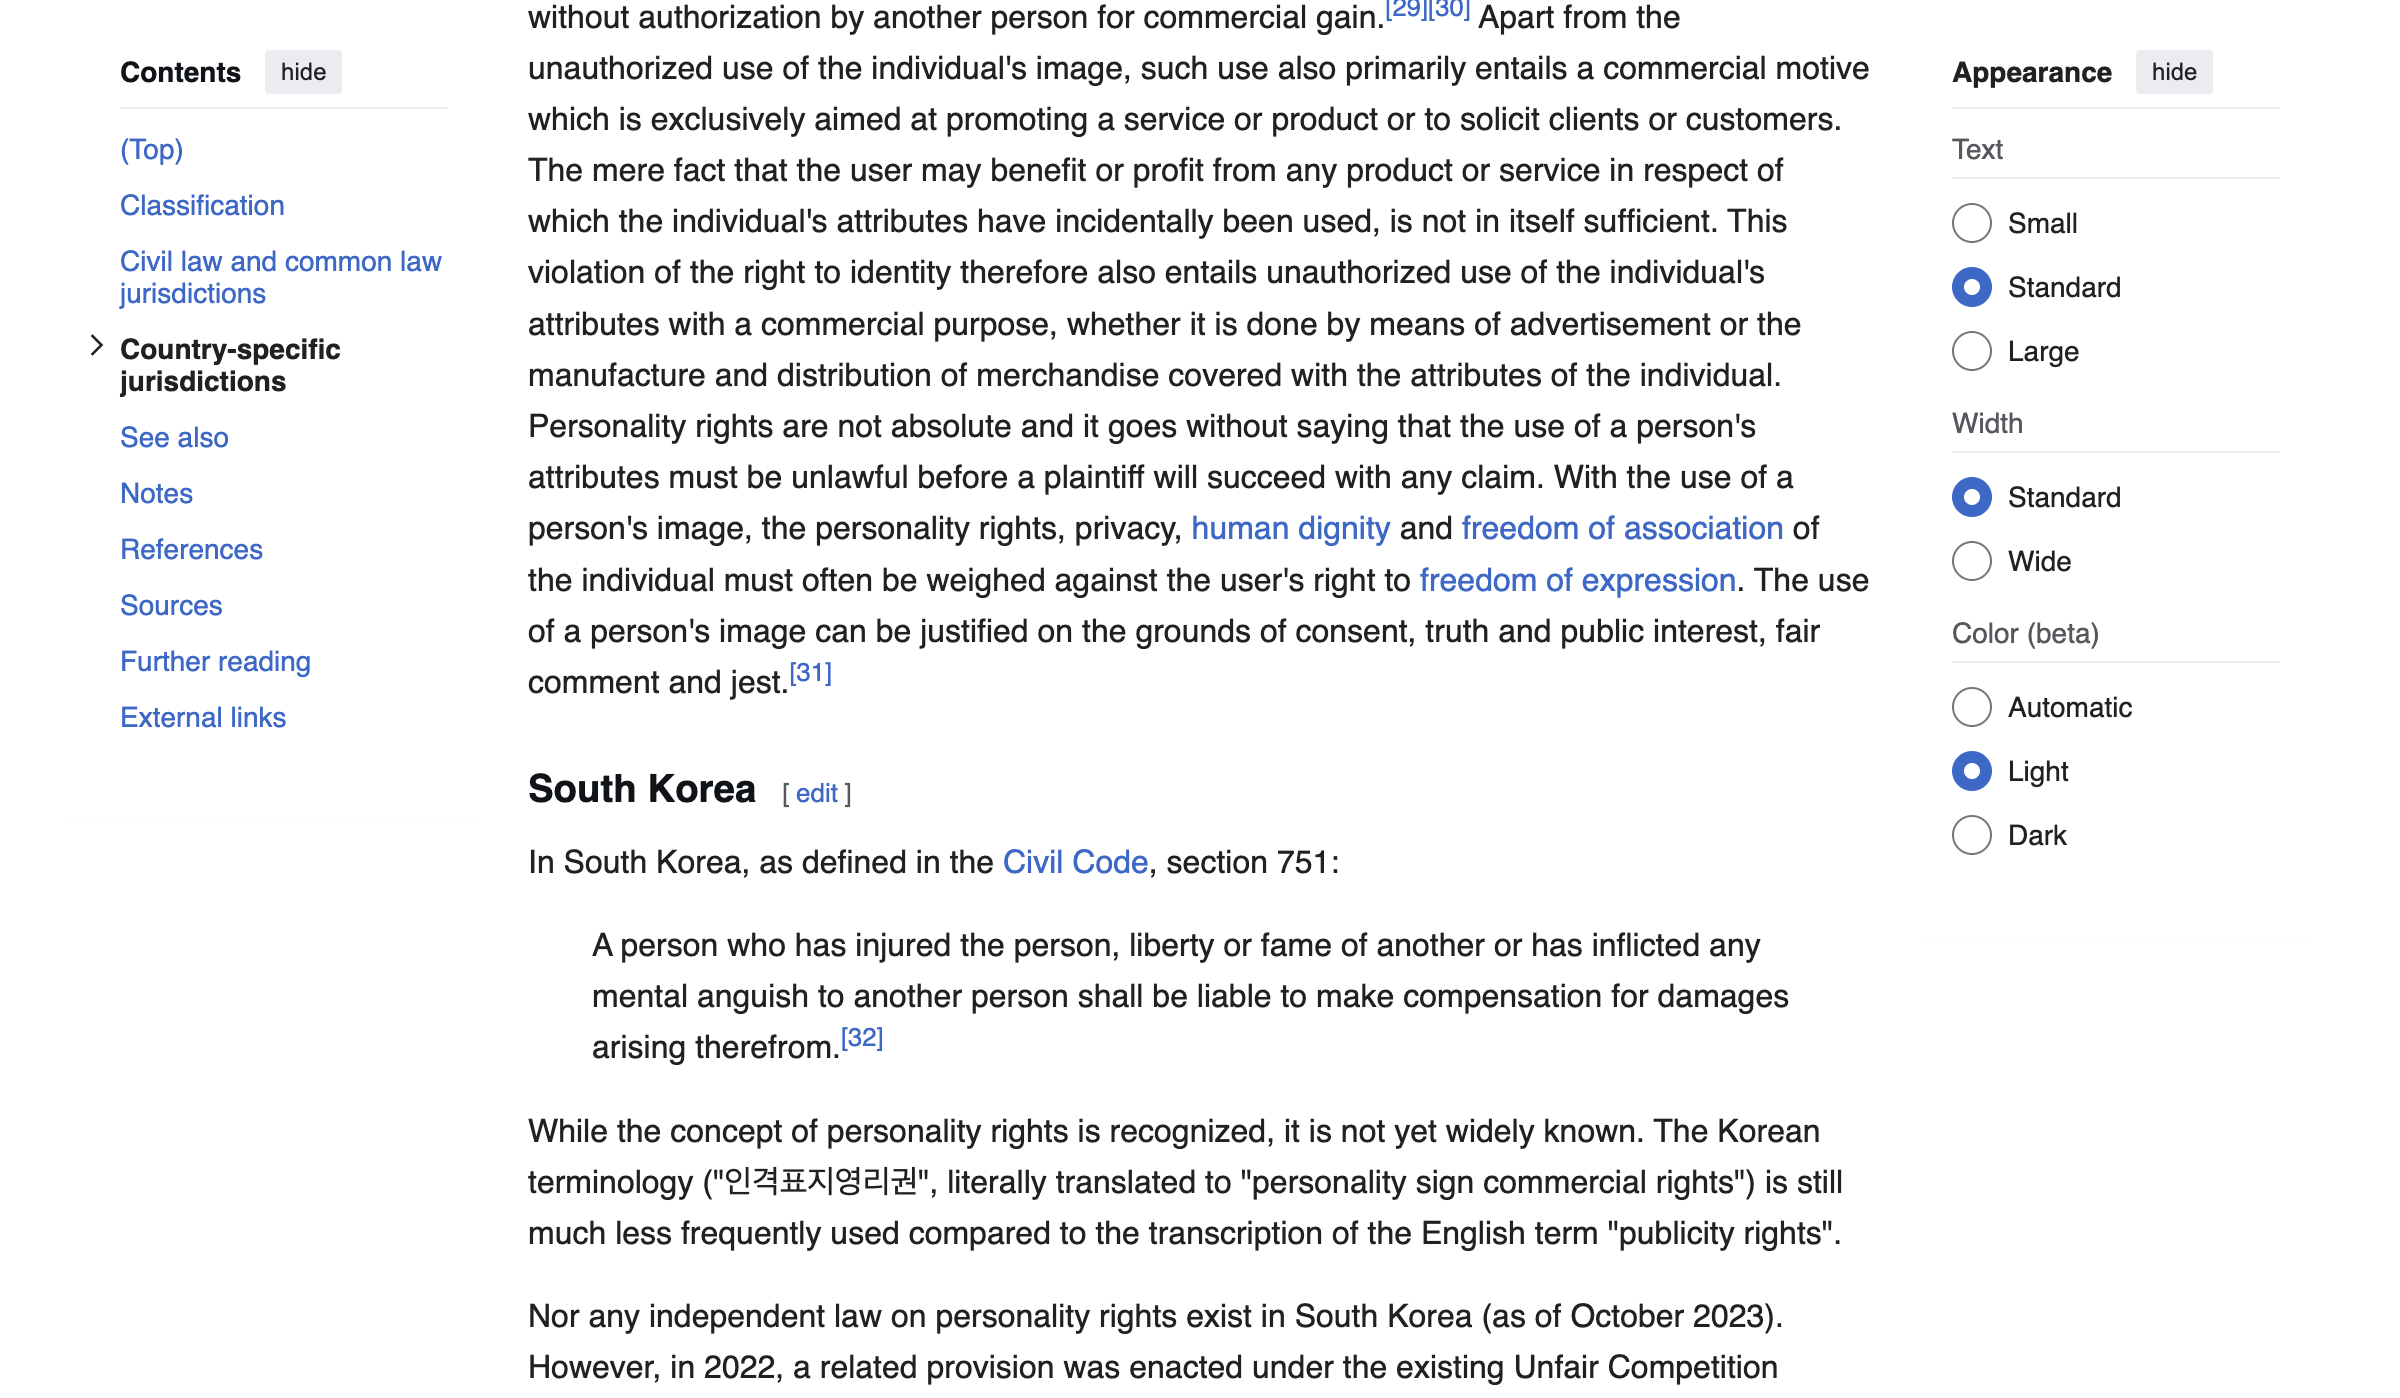 Contents hide
(Top)
Classification
Civil law and common law
jurisdictions
Country-specific
jurisdictions
See also
Notes
References
Sources
Further reading
External links
without authorization by another person for commercial gain.[29][30] Apart from the
unauthorized use of the individual's image, such use also primarily entails a commercial motive
which is exclusively aimed at promoting a service or product or to solicit clients or customers.
The mere fact that the user may benefit or profit from any product or service in respect of
which the individual's attributes have incidentally been used, is not in itself sufficient. This
violation of the right to identity therefore also entails unauthorized use of the individual's
attributes with a commercial purpose, whether it is done by means of advertisement or the
manufacture and distribution of merchandise covered with the attributes of the individual.
Personality rights are not absolute and it goes without saying that the use of a person's
attributes must be unlawful before a plaintiff will succeed with any claim. With the use of a
person's image, the personality rights, privacy, human dignity and freedom of association of
the individual must often be weighed against the user's right to freedom of expression. The use
of a person's image can be justified on the grounds of consent, truth and public interest, fair
comment and jest.[31]
South Korea [ edit ]
In South Korea, as defined in the Civil Code, section 751:
A person who has injured the person, liberty or fame of another or has inflicted any
mental anguish to another person shall be liable to make compensation for damages
arising therefrom.[32]
While the concept of personality rights is recognized, it is not yet widely known. The Korean
terminology ("인격표지영리권", literally translated to "personality sign commercial rights") is still
much less frequently used compared to the transcription of the English term "publicity rights".
Nor any independent law on personality rights exist in South Korea (as of October 2023).
However, in 2022, a related provision was enacted under the existing Unfair Competition
Appearance hide
Text
Small
Standard
Large
Width
Standard
Wide
Color (beta)
Automatic
Light
Dark